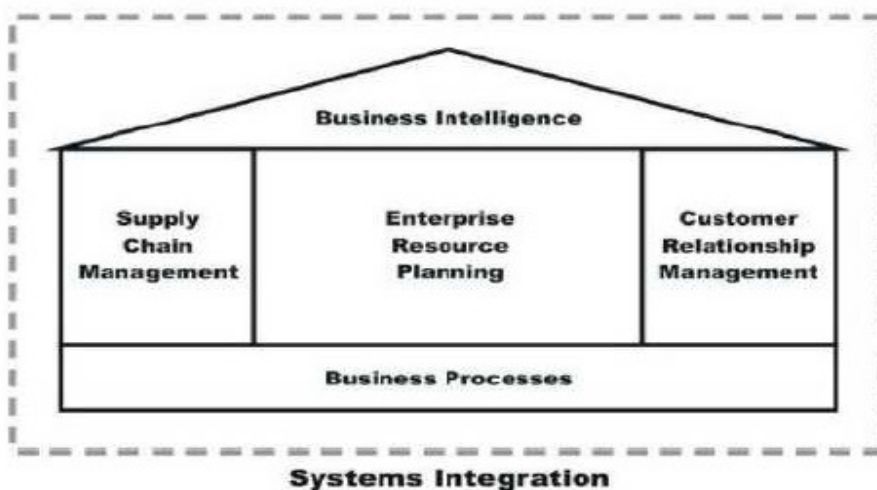 Business Intelligence
Supply
Chain
Management
Enterprise
Resource
Planning
Customer
Relationship
Management
Business Processes
Systems Integration